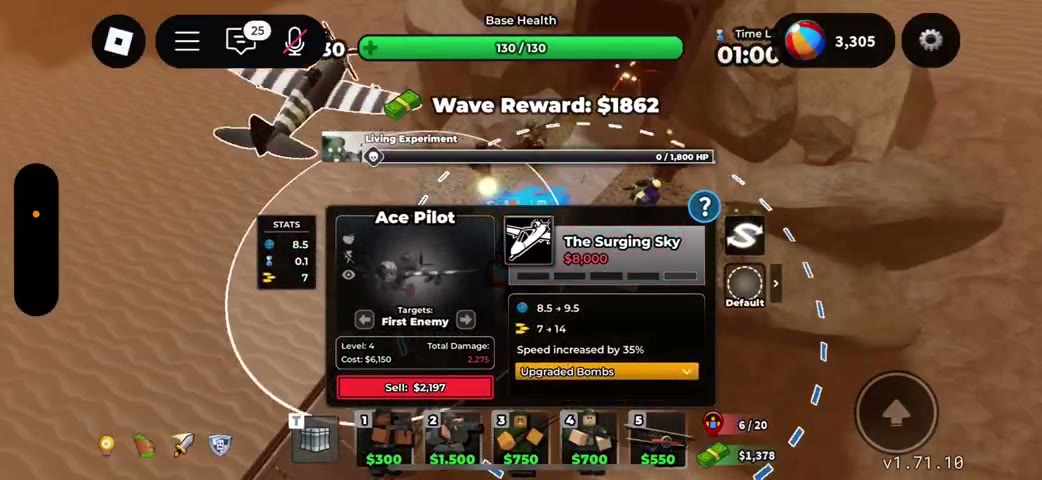 25
Base Health
130 / 130
Time L
01:00
3,305
Wave Reward: $1862
Living Experiment
0 / 1,800 HP
?
STATS
8.5
0.1
7
Ace Pilot
Targets:
First Enemy
Level: 4
Total Damage:
Cost: $6,150
2,275
Sell: $2,197
The Surging Sky
$8,000
8.5 → 9.5
7 → 14
Speed increased by 35%
Upgraded Bombs
Default
T
1
$300
2
$1,500
3
$750
4
$700
5
$550
6 / 20
$1,378
v1.71.10